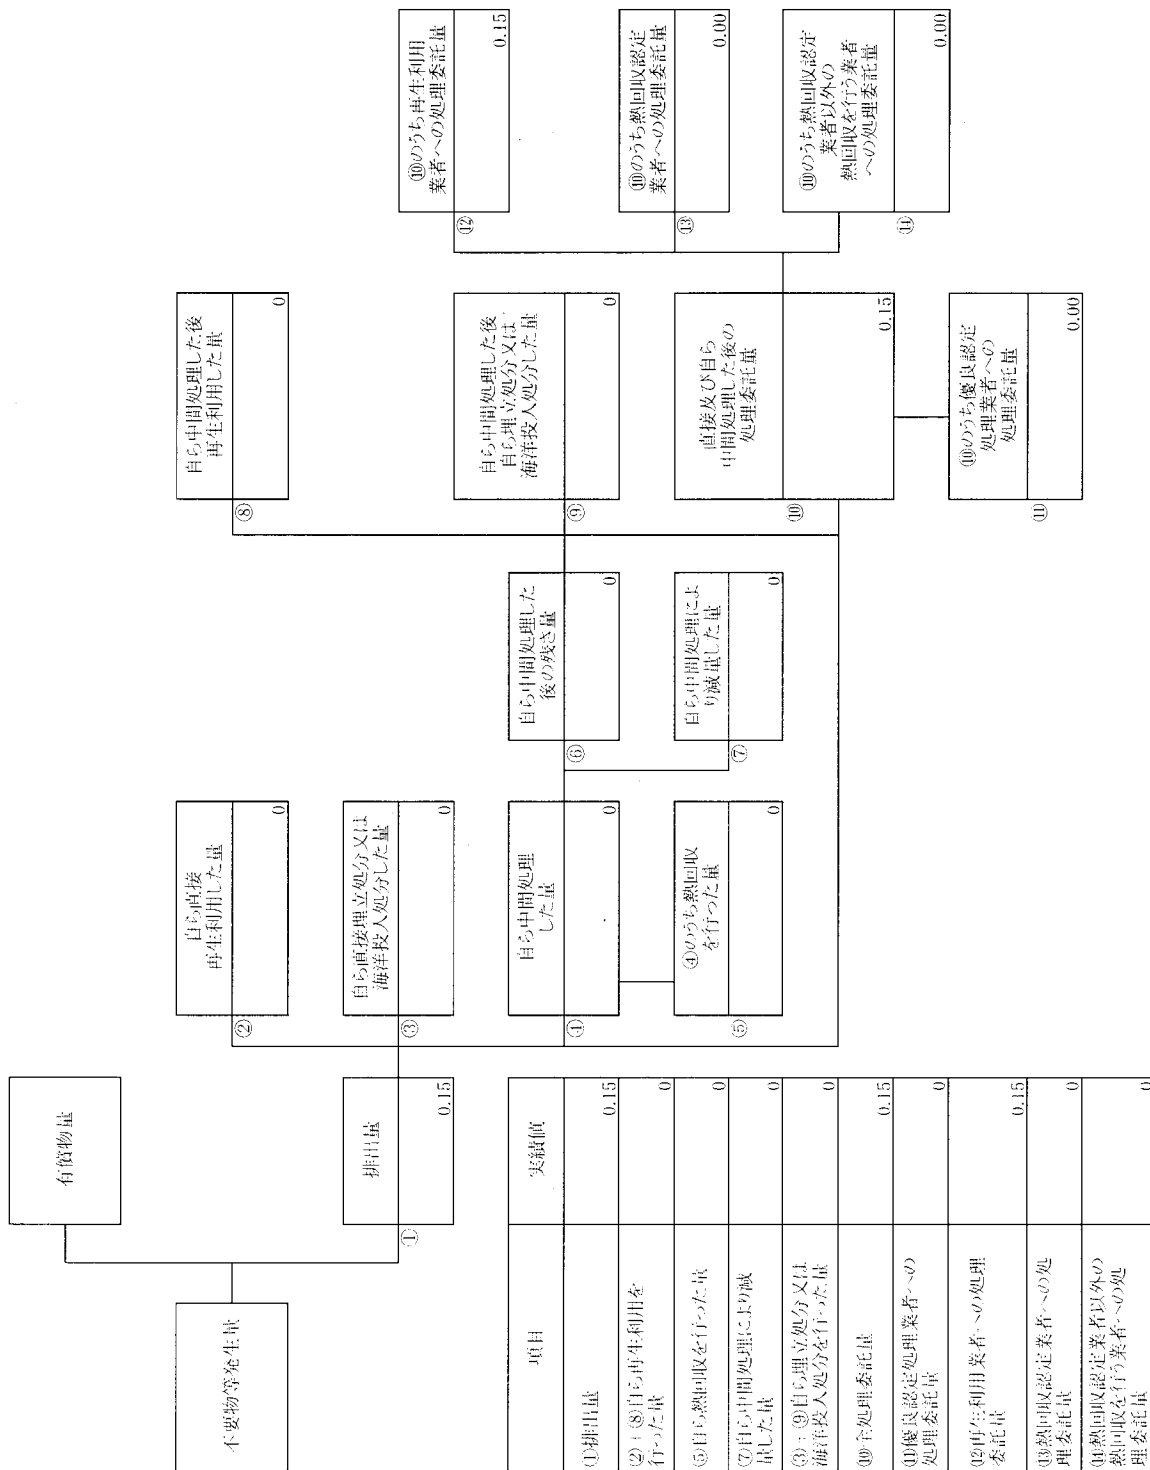 不要物等発生量
有償物量
①
排出量
0.15
②
自ら直接
再生利用した量
0
③
自ら直接埋立処分又は
海洋投入処分した量
0
④
自ら中間処理
した量
0
⑤
④のうち熱回収
を行った量
0
⑥
自ら中間処理した
後の残さ量
0
⑦
自ら中間処理によ
り減量した量
0
⑧
自ら中間処理した後
再生利用した量
0
⑨
自ら中間処理した後
自ら埋立処分又は
海洋投入処分した量
0
⑩
直接及び自ら
中間処理した後の
処理委託量
0.15
⑪
⑩のうち優良認定
処理業者への
処理委託量
0.00
⑫
⑩のうち再生利用
業者への処理委託量
0.15
⑬
⑩のうち熱回収認定
業者への処理委託量
0.00
⑭
⑩のうち熱回収認定
業者以外の
熱回収を行う業者
への処理委託量
0.00
項目 実績値
①排出量 0.15
②+⑧自ら再生利用を
行った量 0
⑤自ら熱回収を行った量 0
⑦自ら中間処理により減
量した量 0
③+⑨自ら埋立処分又は
海洋投入処分を行った量 0
⑩全処理委託量 0.15
⑪優良認定処理業者への
処理委託量 0
⑫再生利用業者への処理
委託量 0.15
⑬熱回収認定業者への処
理委託量 0
⑭熱回収認定業者以外の
熱回収を行う業者への処
理委託量 0